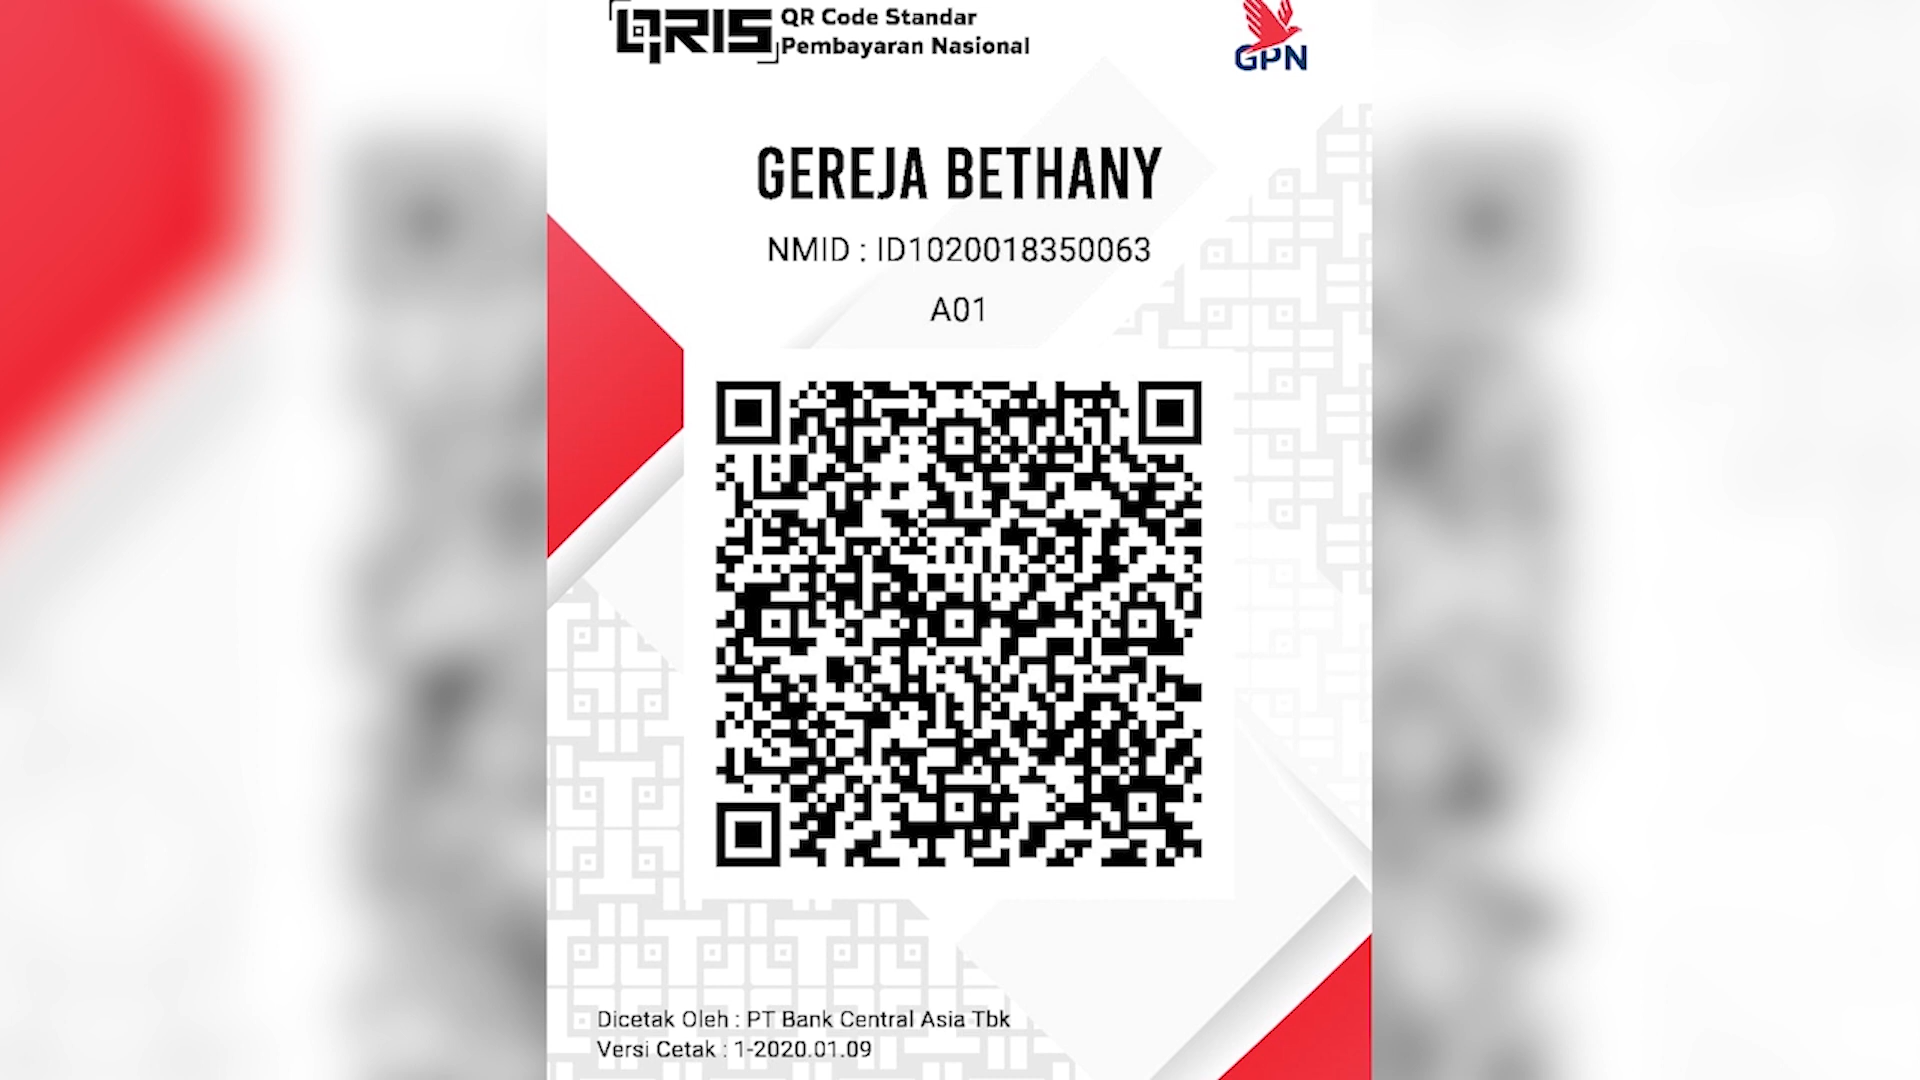 QRIS QR Code Standar
Pembayaran Nasional
GPN
GEREJA BETHANY
NMID : ID1020018350063
A01
Dicetak Oleh : PT Bank Central Asia Tbk
Versi Cetak : 1-2020.01.09